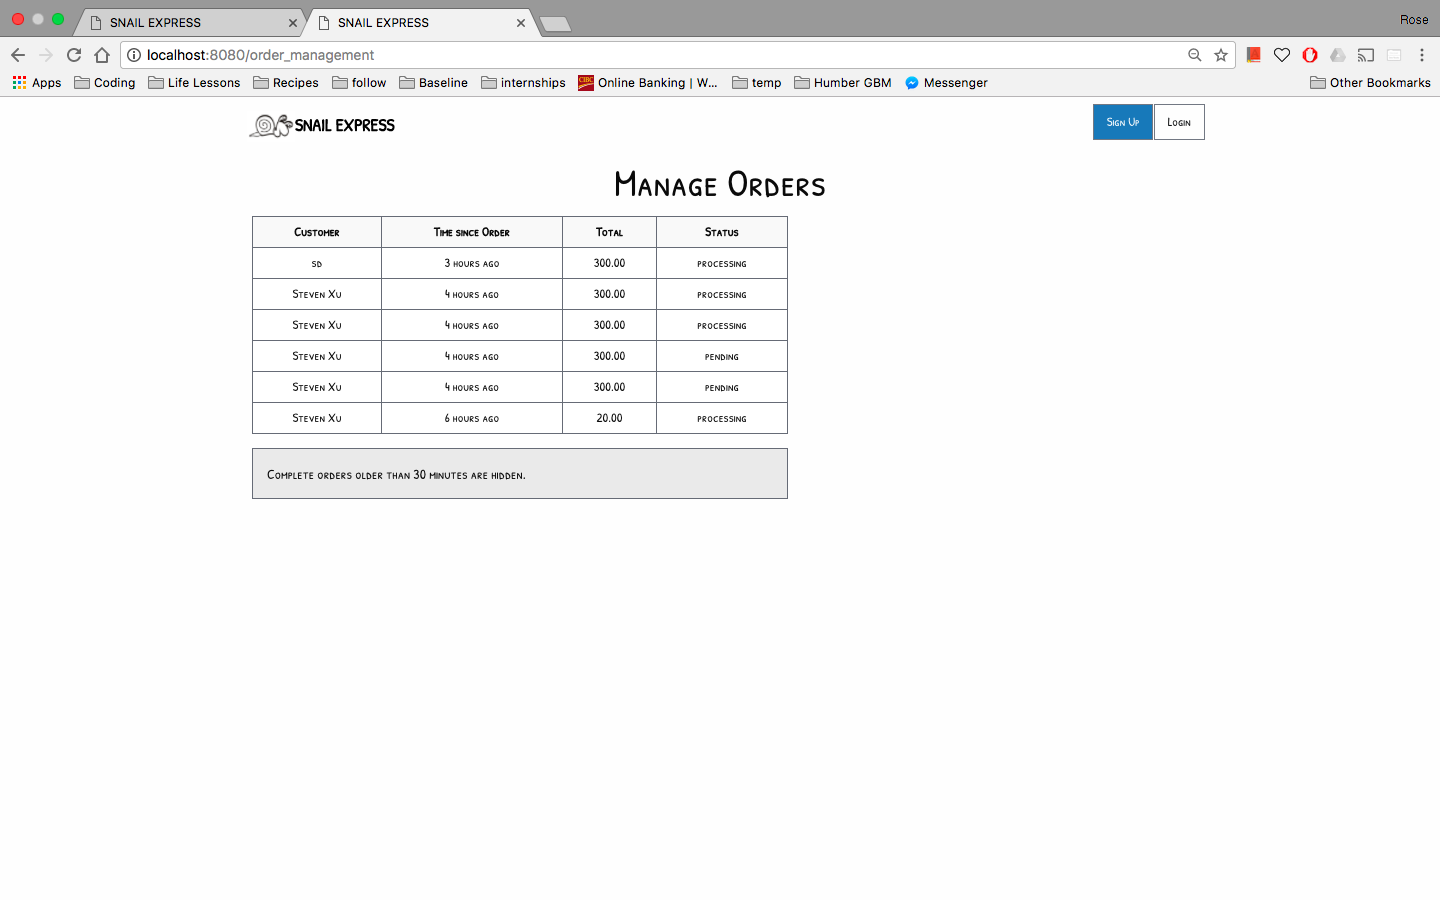 SNAIL EXPRESS SNAIL EXPRESS Rose
localhost:8080/order_management
Apps Coding Life Lessons Recipes follow Baseline internships Online Banking | W... temp Humber GBM Messenger Other Bookmarks
SNAIL EXPRESS Sign Up Login
Manage Orders
Customer Time since Order Total Status
sd 3 hours ago 300.00 processing
Steven Xu 4 hours ago 300.00 processing
Steven Xu 4 hours ago 300.00 processing
Steven Xu 4 hours ago 300.00 pending
Steven Xu 4 hours ago 300.00 pending
Steven Xu 6 hours ago 20.00 processing
Complete orders older than 30 minutes are hidden.